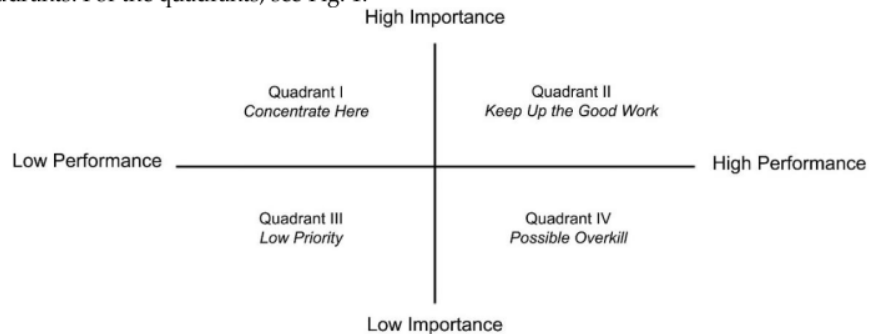 High Importance
Quadrant I
Concentrate Here
Quadrant II
Keep Up the Good Work
Low Performance
High Performance
Quadrant III
Low Priority
Quadrant IV
Possible Overkill
Low Importance